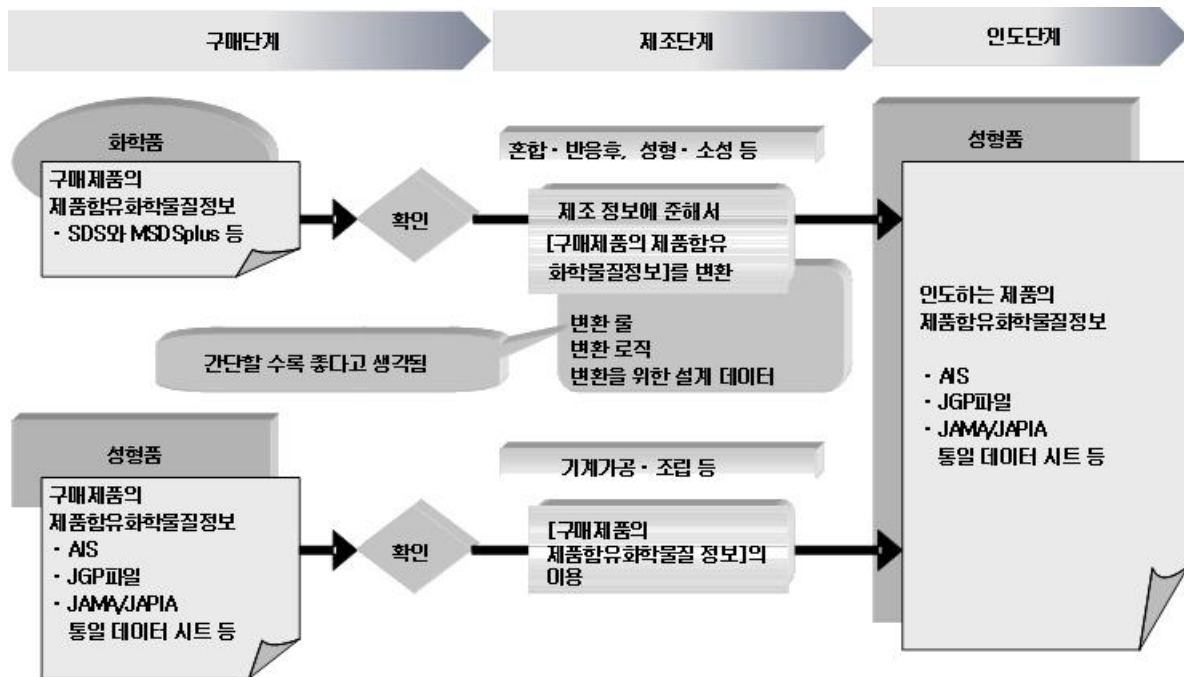 구매단계
제조단계
인도단계
화학품
구매제품의
제품함유화학물질정보
· SDS와 MSDSplus 등
확인
혼합·반응후, 성형·소성 등
제조 정보에 준해서
[구매제품의 제품함유
화학물질정보]를 변환
변환 룰
변환 로직
변환을 위한 설계 데이터
간단할 수록 좋다고 생각됨
성형품
구매제품의
제품함유화학물질정보
· AIS
· JGP파일
· JAMA/JAPIA
통일 데이터 시트 등
확인
기계가공·조립 등
[구매제품의
제품함유화학물질 정보]의
이용
성형품
인도하는 제품의
제품함유화학물질정보
· AIS
· JGP파일
· JAMA/JAPIA
통일 데이터 시트 등